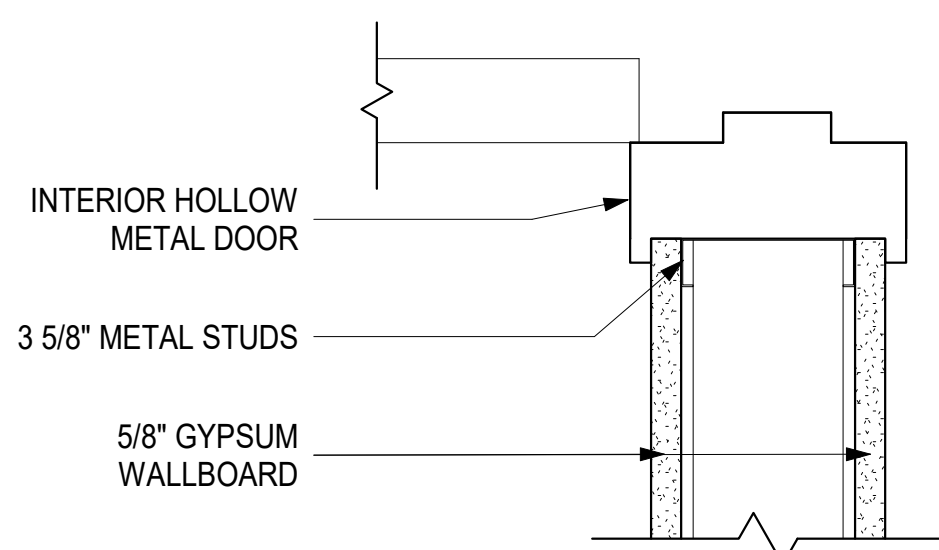 INTERIOR HOLLOW
METAL DOOR
3 5/8" METAL STUDS
5/8" GYPSUM
WALLBOARD